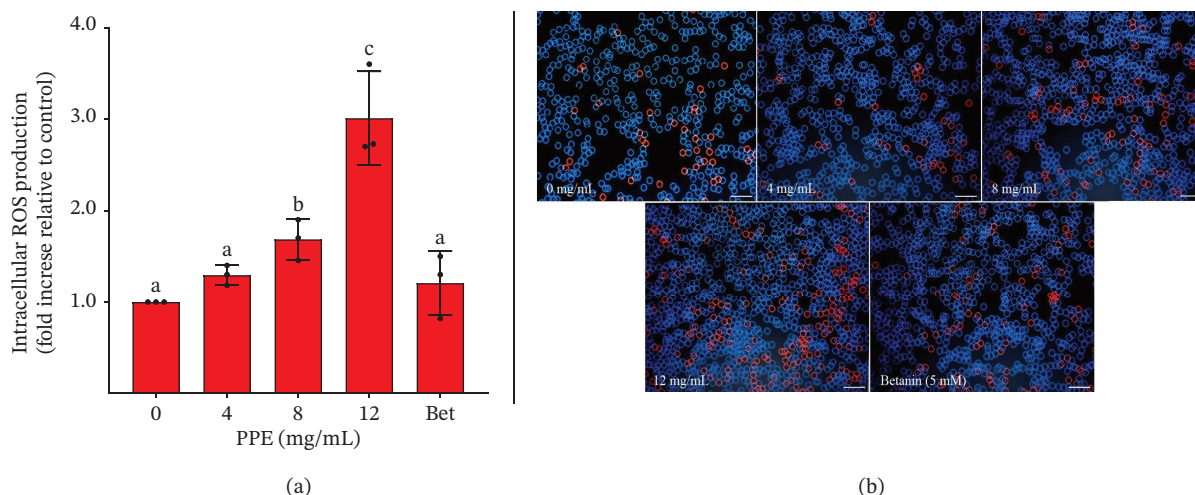 Intracellular ROS production
(fold increse relative to control)
4.0
3.0
2.0
1.0
a
a
b
c
a
0
4
8
12
Bet
PPE (mg/mL)
(a)
0 mg/mL
4 mg/mL
8 mg/mL
12 mg/mL
Betanin (5 mM)
(b)